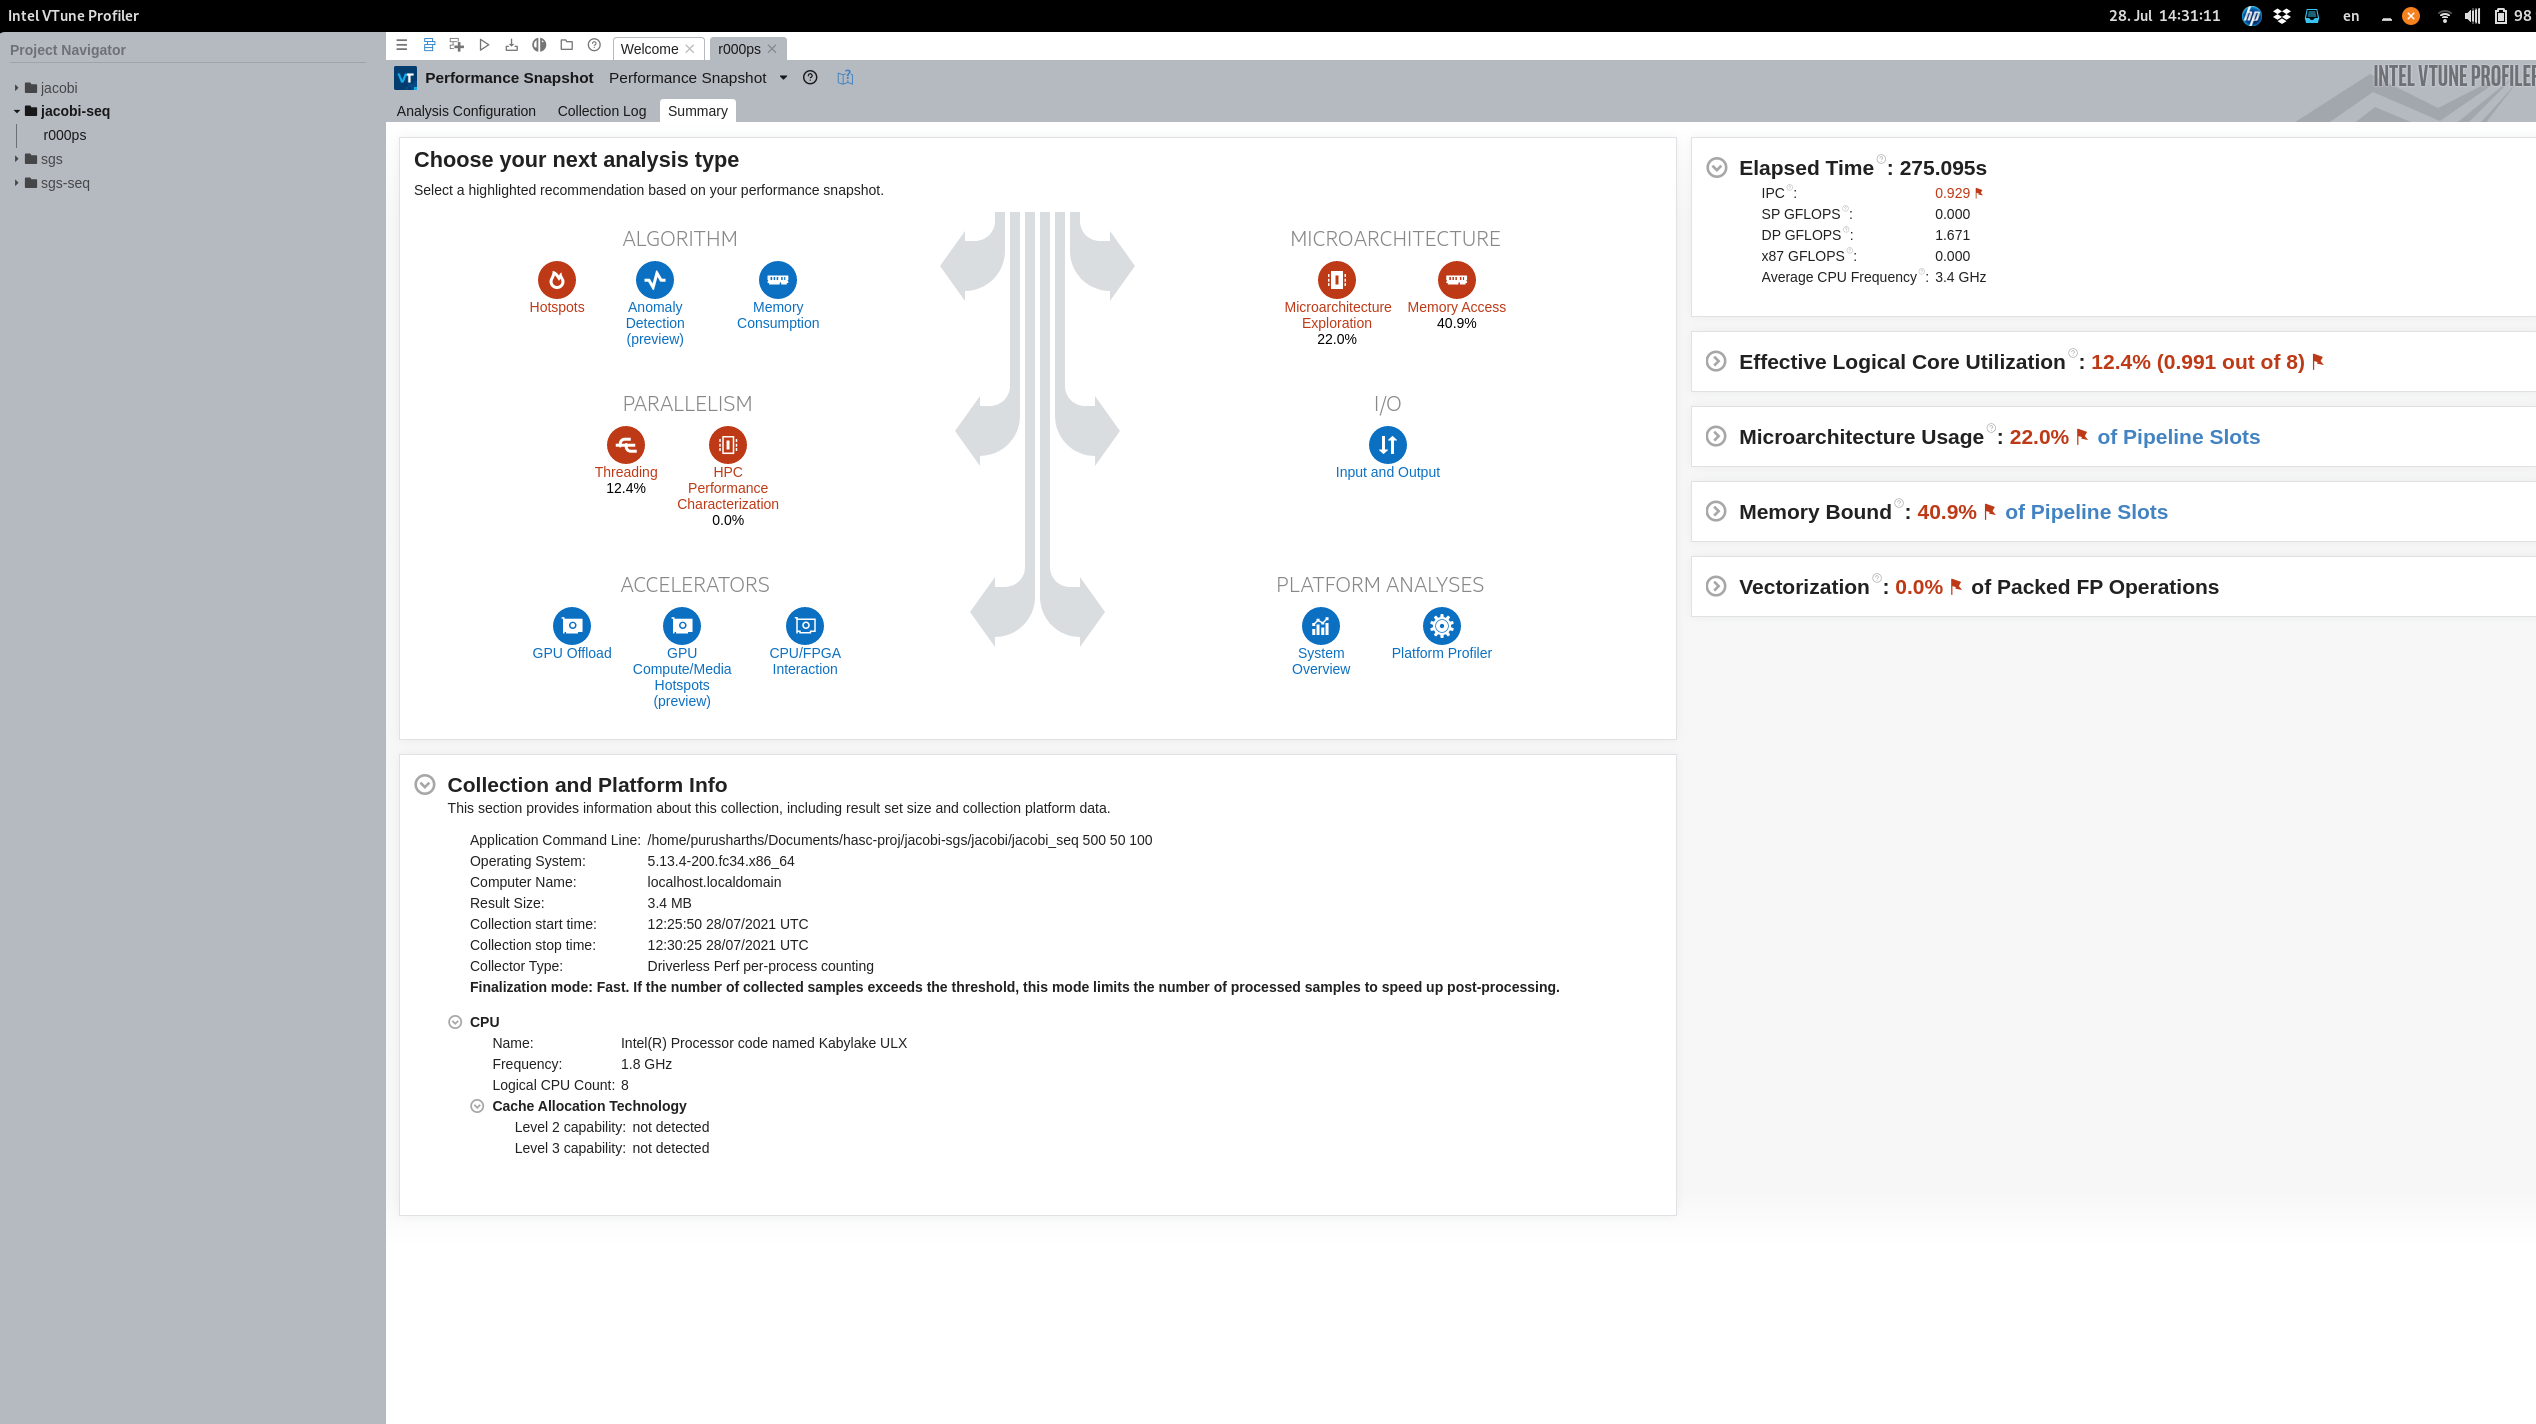 Intel VTune Profiler
28. Jul 14:31:11
hp
en
98
Project Navigator
jacobi
jacobi-seq
r000ps
sgs
sgs-seq
Welcome
r000ps
VT Performance Snapshot Performance Snapshot
INTEL VTUNE PROFILER
Analysis Configuration Collection Log Summary
Choose your next analysis type
Select a highlighted recommendation based on your performance snapshot.
ALGORITHM
Hotspots
Anomaly
Detection
(preview)
Memory
Consumption
MICROARCHITECTURE
Microarchitecture
Exploration
22.0%
Memory Access
40.9%
PARALLELISM
Threading
12.4%
HPC
Performance
Characterization
0.0%
I/O
Input and Output
ACCELERATORS
GPU Offload
GPU
Compute/Media
Hotspots
(preview)
CPU/FPGA
Interaction
PLATFORM ANALYSES
System
Overview
Platform Profiler
Collection and Platform Info
This section provides information about this collection, including result set size and collection platform data.
Application Command Line: /home/purusharths/Documents/hasc-proj/jacobi-sgs/jacobi/jacobi_seq 500 50 100
Operating System: 5.13.4-200.fc34.x86_64
Computer Name: localhost.localdomain
Result Size: 3.4 MB
Collection start time: 12:25:50 28/07/2021 UTC
Collection stop time: 12:30:25 28/07/2021 UTC
Collector Type: Driverless Perf per-process counting
Finalization mode: Fast. If the number of collected samples exceeds the threshold, this mode limits the number of processed samples to speed up post-processing.
CPU
Name: Intel(R) Processor code named Kabylake ULX
Frequency: 1.8 GHz
Logical CPU Count: 8
Cache Allocation Technology
Level 2 capability: not detected
Level 3 capability: not detected
Elapsed Time: 275.095s
IPC: 0.929
SP GFLOPS: 0.000
DP GFLOPS: 1.671
x87 GFLOPS: 0.000
Average CPU Frequency: 3.4 GHz
Effective Logical Core Utilization: 12.4% (0.991 out of 8)
Microarchitecture Usage: 22.0% of Pipeline Slots
Memory Bound: 40.9% of Pipeline Slots
Vectorization: 0.0% of Packed FP Operations